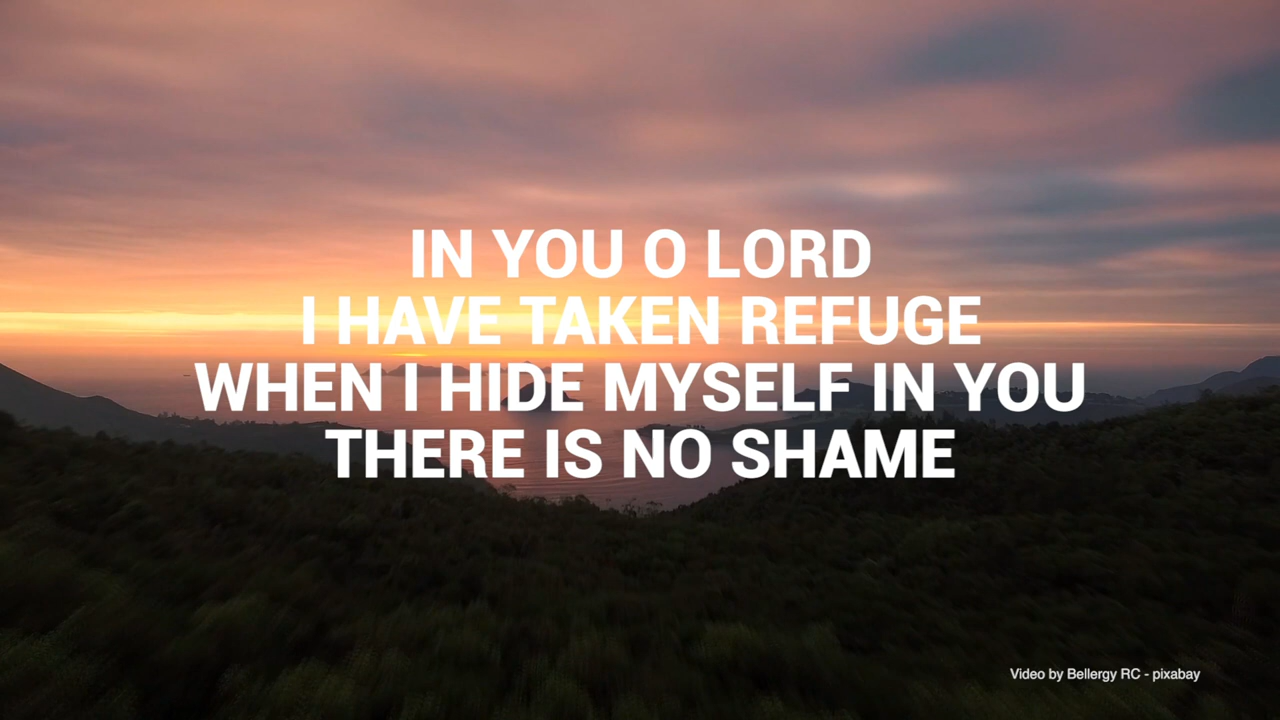 IN YOU O LORD
I HAVE TAKEN REFUGE
WHEN I HIDE MYSELF IN YOU
THERE IS NO SHAME
Video by Bellergy RC - pixabay